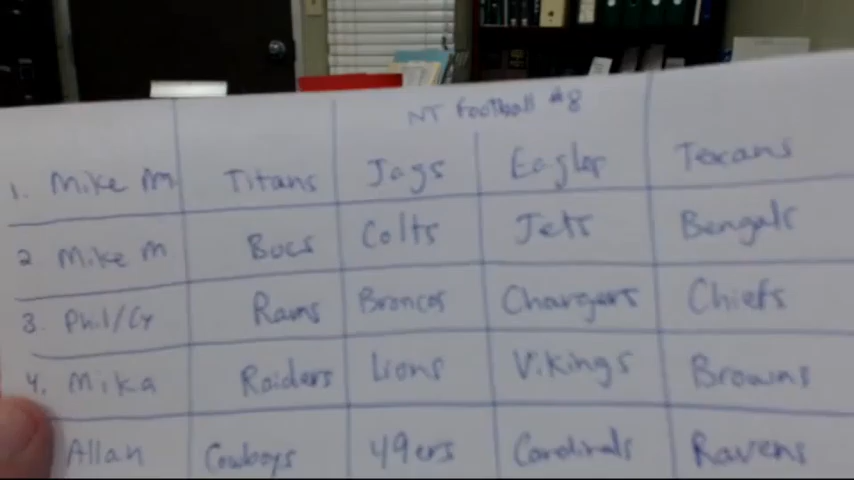 NT Football #8
1. Mike M Titans Jags Eagles Texans
2 Mike M Bucs Colts Jets Bengals
3. Phil/Cy Rams Broncos Chargers Chiefs
4. Mika Raiders Lions Vikings Browns
Allan Cowboys 49ers Cardinals Ravens